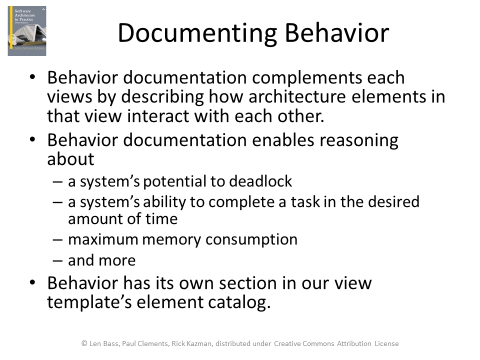 Software
Architecture
in Practice
Documenting Behavior
• Behavior documentation complements each
views by describing how architecture elements in
that view interact with each other.
• Behavior documentation enables reasoning
about
– a system's potential to deadlock
– a system's ability to complete a task in the desired
amount of time
– maximum memory consumption
– and more
• Behavior has its own section in our view
template's element catalog.
© Len Bass, Paul Clements, Rick Kazman, distributed under Creative Commons Attribution License